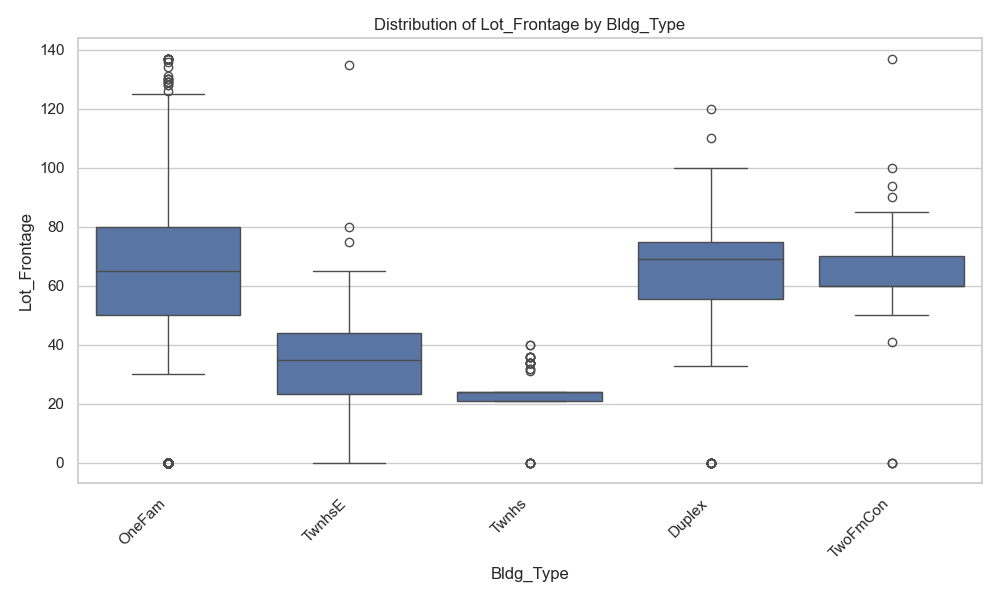 Distribution of Lot_Frontage by Bldg_Type
140
120
100
80
60
40
20
0
Lot_Frontage
OneFam
TwnhsE
Twnhs
Duplex
TwoFmCon
Bldg_Type